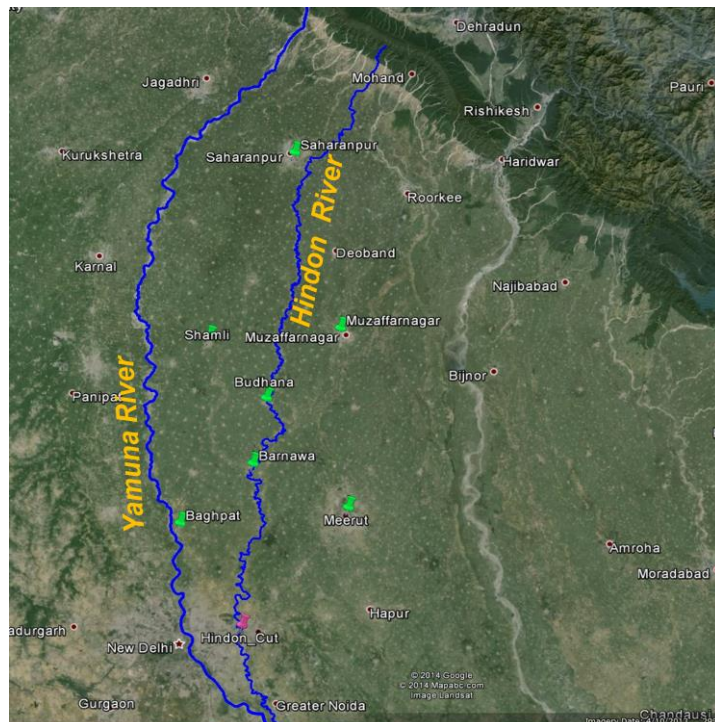 Dehradun
Jagadhri
Mohand
Pauri
Rishikesh
Kurukshetra
Saharanpur
Saharanpur
Haridwar
Roorkee
Hindon River
Deoband
Karnal
Najibabad
Muzaffarnagar
Shamli
Muzaffarnagar
Bijnor
Budhana
Panipat
Yamuna River
Barnawa
Baghpat
Meerut
Amroha
Moradabad
Hapur
adurgarh
New Delhi
Hindon_Cut
© 2014 Google
© 2014 Mapabc.com
Image Landsat
Gurgaon
Greater Noida
Chandausi